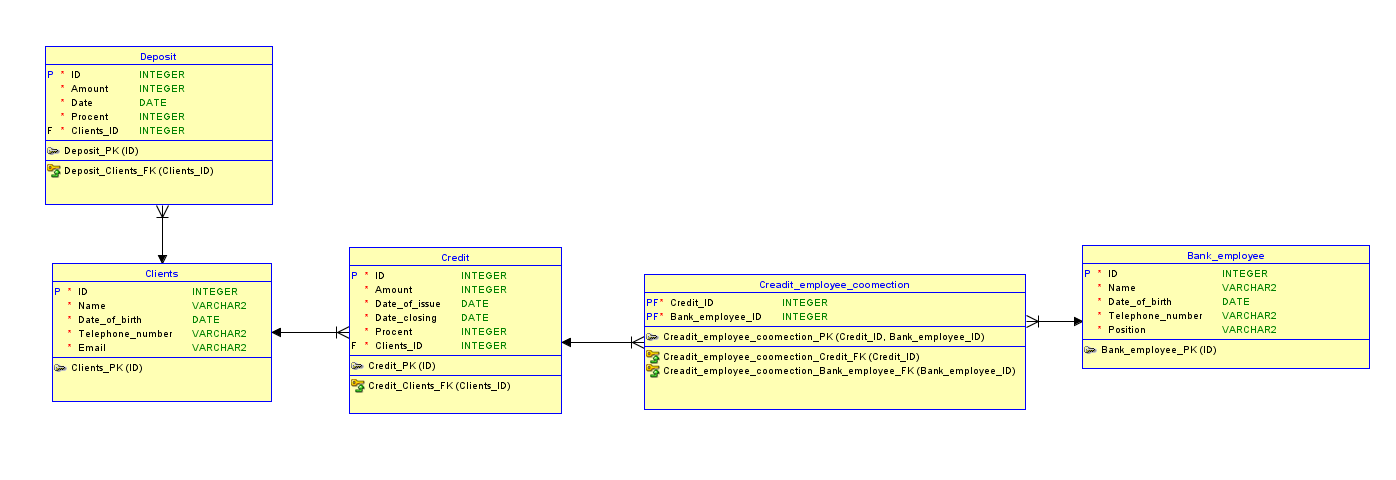 Deposit
P * ID INTEGER
* Amount INTEGER
* Date DATE
* Procent INTEGER
F * Clients_ID INTEGER
Deposit_PK (ID)
Deposit_Clients_FK (Clients_ID)
Clients
P * ID INTEGER
* Name VARCHAR2
* Date_of_birth DATE
* Telephone_number VARCHAR2
* Email VARCHAR2
Clients_PK (ID)
Credit
P * ID INTEGER
* Amount INTEGER
* Date_of_issue DATE
* Date_closing DATE
* Procent INTEGER
F * Clients_ID INTEGER
Credit_PK (ID)
Credit_Clients_FK (Clients_ID)
Creadit_employee_coomection
PF* Credit_ID INTEGER
PF* Bank_employee_ID INTEGER
Creadit_employee_coomection_PK (Credit_ID, Bank_employee_ID)
Creadit_employee_coomection_Credit_FK (Credit_ID)
Creadit_employee_coomection_Bank_employee_FK (Bank_employee_ID)
Bank_employee
P * ID INTEGER
* Name VARCHAR2
* Date_of_birth DATE
* Telephone_number VARCHAR2
* Position VARCHAR2
Bank_employee_PK (ID)